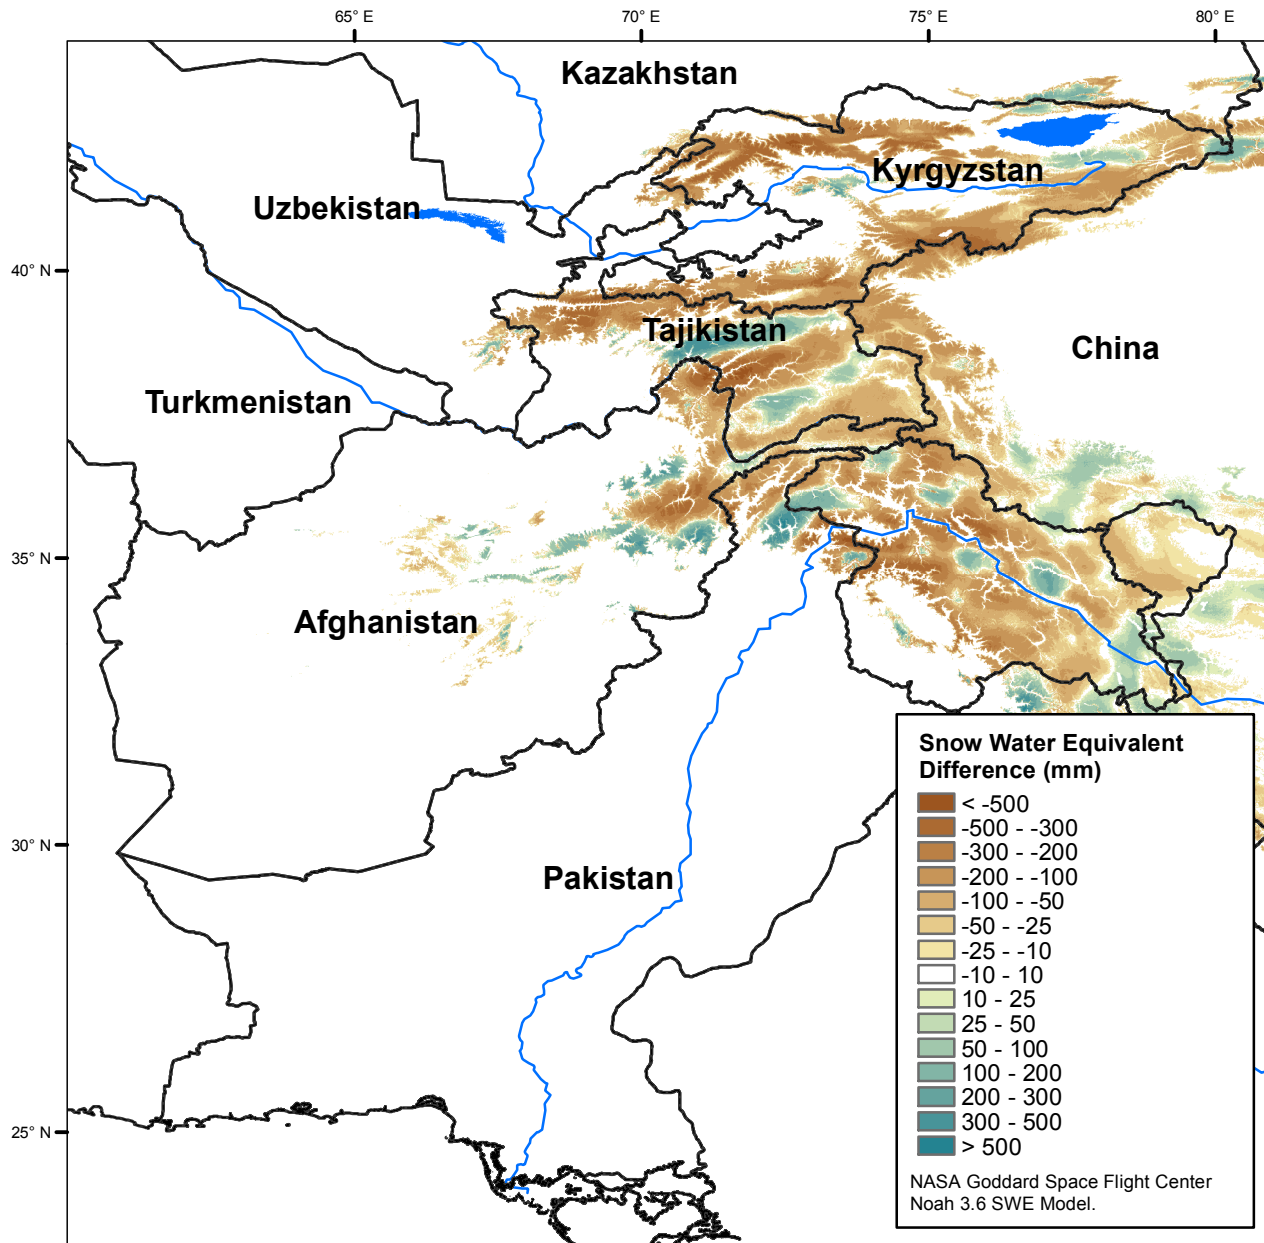 65° E
70° E
75° E
80° E
Kazakhstan
Kyrgyzstan
Uzbekistan
40° N
Tajikistan
China
Turkmenistan
35° N
Afghanistan
Snow Water Equivalent
Difference (mm)
< -500
-500 - -300
-300 - -200
-200 - -100
-100 - -50
-50 - -25
-25 - -10
-10 - 10
10 - 25
25 - 50
50 - 100
100 - 200
200 - 300
300 - 500
> 500
30° N
Pakistan
25° N
NASA Goddard Space Flight Center
Noah 3.6 SWE Model.